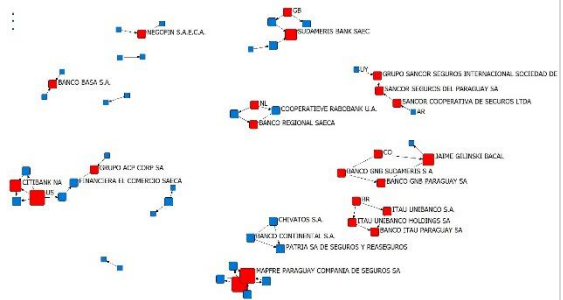 GB
NEGOFIN S.A.E.C.A.
SUDAMERIS BANK SAEC
UY
GRUPO SANCOR SEGUROS INTERNACIONAL SOCIEDAD DE
BANCO BASA S.A.
SANCOR SEGUROS DEL PARAGUAY SA
NL
SANCOR COOPERATIVA DE SEGUROS LTDA
COOPERATIEVE RABOBANK U.A.
AR
BANCO REGIONAL SAECA
CO
JAIME GILINSKI BACAL
GRUPO ACP CORP SA
BANCO GNB SUDAMERIS S.A.
CITIBANK NA
FINANCIERA EL COMERCIO SAECA
BANCO GNB PARAGUAY SA
US
BR
ITAU UNIBANCO S.A.
CHEVATOS S.A.
ITAU UNIBANCO HOLDINGS SA
BANCO ITAU PARAGUAY SA
BANCO CONTINENTAL S.A.
PATRIA SA DE SEGUROS Y REASEGUROS
MAPFRE PARAGUAY COMPANIA DE SEGUROS SA